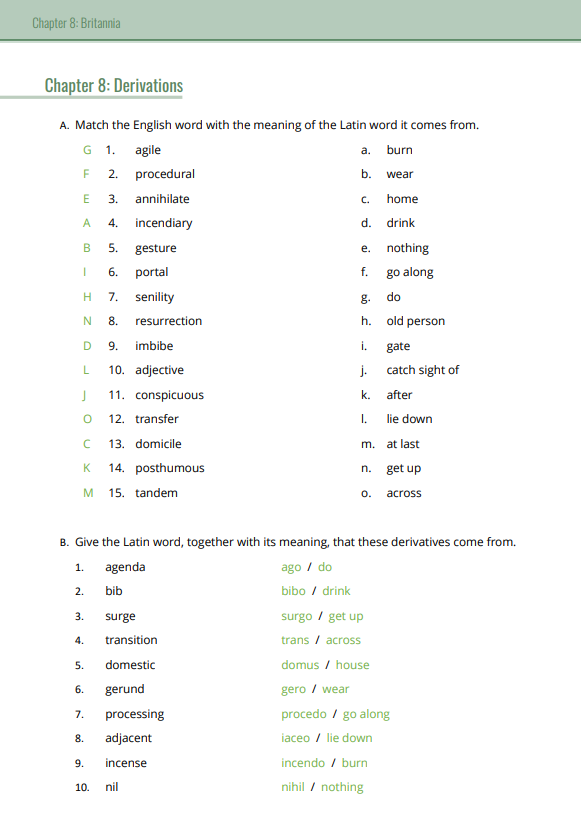 Chapter 8: Britannia
Chapter 8: Derivations
A. Match the English word with the meaning of the Latin word it comes from.
G 1. agile a. burn
F 2. procedural b. wear
E 3. annihilate c. home
A 4. incendiary d. drink
B 5. gesture e. nothing
I 6. portal f. go along
H 7. senility g. do
N 8. resurrection h. old person
D 9. imbibe i. gate
L 10. adjective j. catch sight of
J 11. conspicuous k. after
O 12. transfer l. lie down
C 13. domicile m. at last
K 14. posthumous n. get up
M 15. tandem o. across
B. Give the Latin word, together with its meaning, that these derivatives come from.
1. agenda ago / do
2. bib bibo / drink
3. surge surgo / get up
4. transition trans / across
5. domestic domus / house
6. gerund gero / wear
7. processing procedo / go along
8. adjacent iaceo / lie down
9. incense incendo / burn
10. nil nihil / nothing